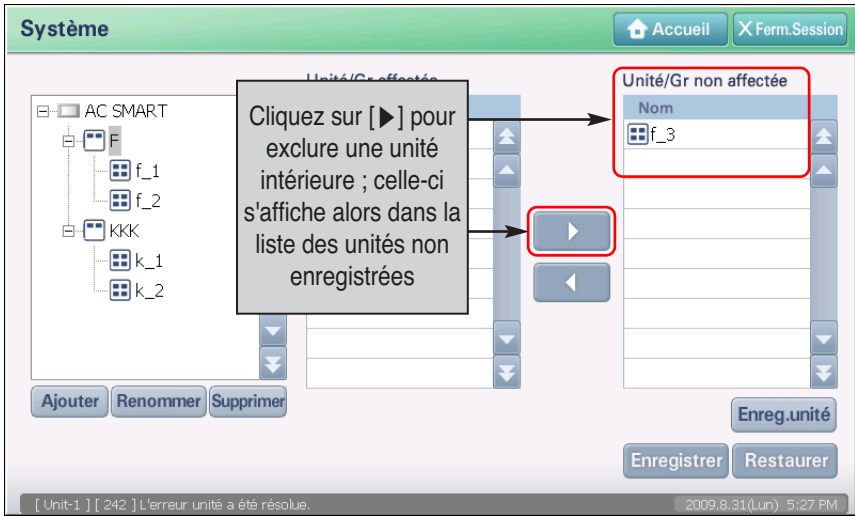 Système
Accueil
X Ferm.Session
Unité/Gr affectée
Unité/Gr non affectée
AC SMART
F
f_1
f_2
KKK
k_1
k_2
Cliquez sur [▶] pour
exclure une unité
intérieure ; celle-ci
s'affiche alors dans la
liste des unités non
enregistrées
Nom
f_3
Ajouter
Renommer
Supprimer
Enreg.unité
Enregistrer
Restaurer
[ Unit-1 ] [ 242 ] L'erreur unité a été résolue.
2009.8.31(Lun) 5:27 PM